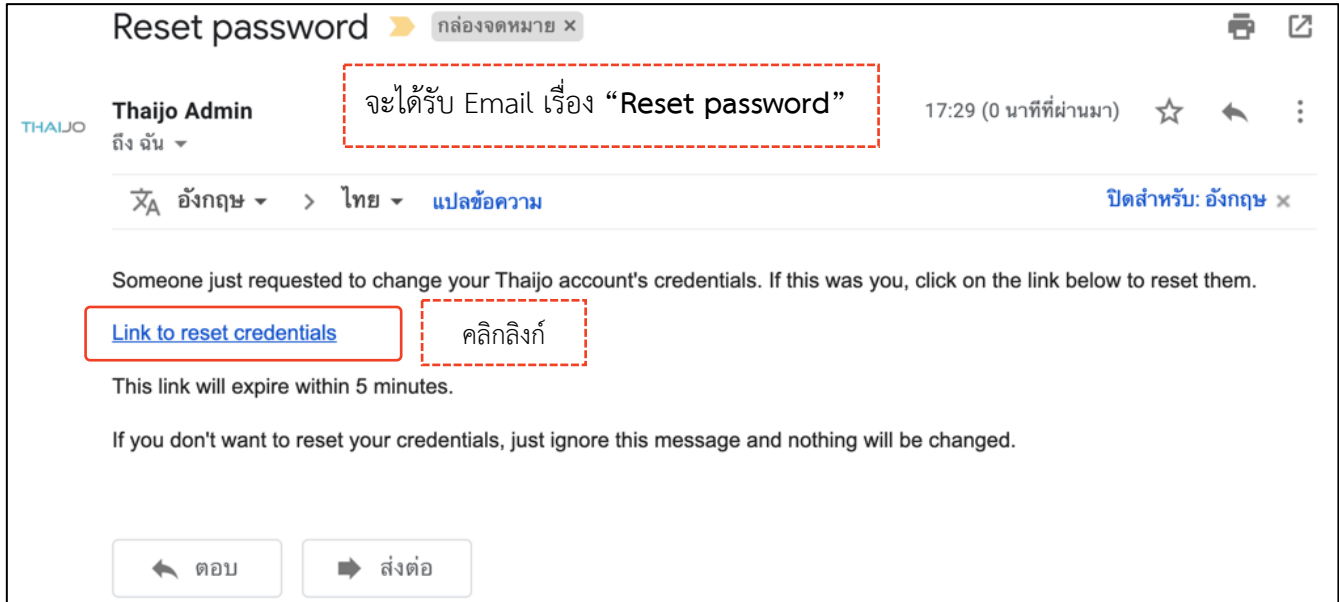 Reset password กล่องจดหมาย ×
จะได้รับ Email เรื่อง “Reset password”
THAIJO
Thaijo Admin
17:29 (0 นาทีที่ผ่านมา)
ถึง ฉัน
อังกฤษ > ไทย แปลข้อความ ปิดสำหรับ: อังกฤษ ×
Someone just requested to change your Thaijo account's credentials. If this was you, click on the link below to reset them.
Link to reset credentials
คลิกลิงก์
This link will expire within 5 minutes.
If you don't want to reset your credentials, just ignore this message and nothing will be changed.
ตอบ
ส่งต่อ